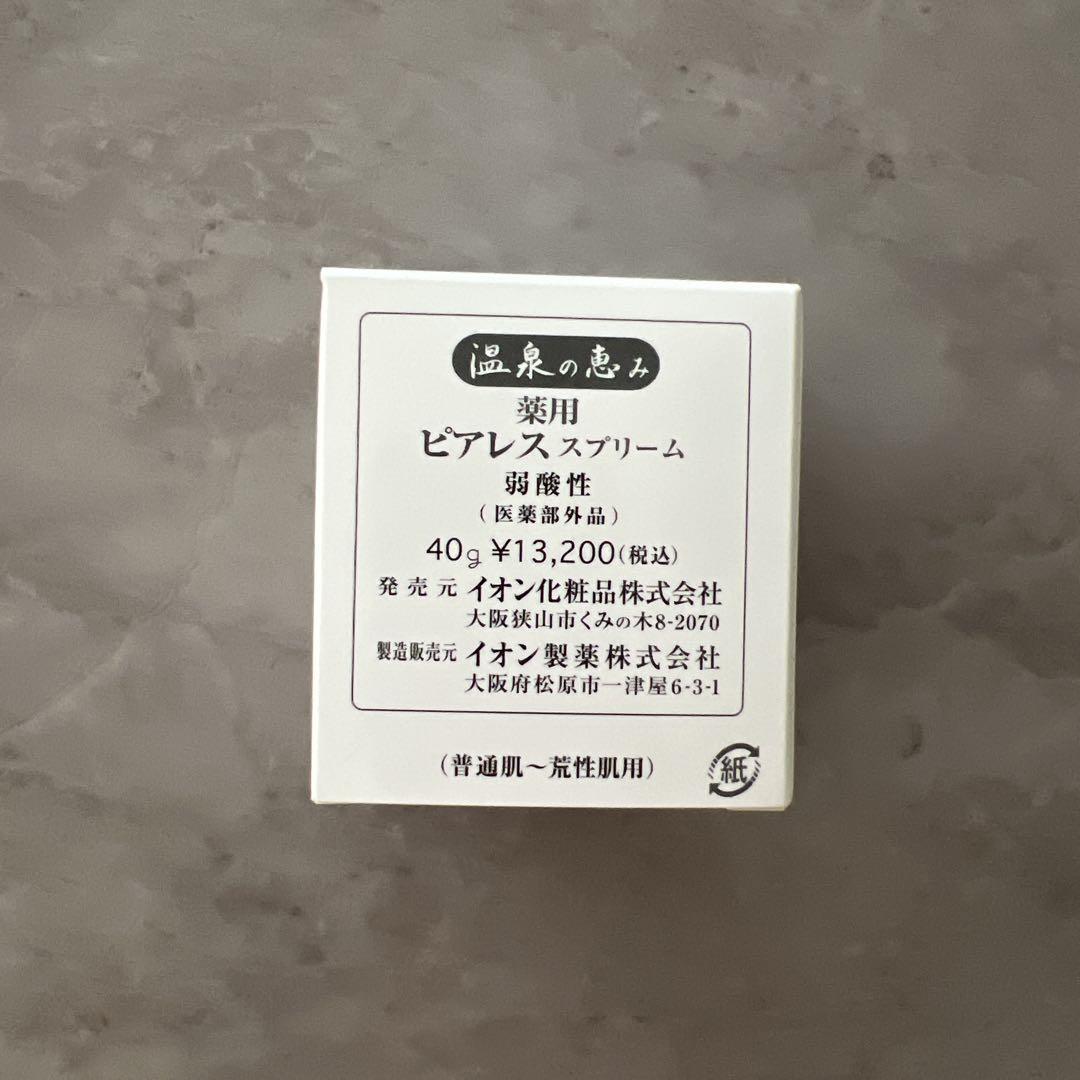 温泉の恵み
薬用
ピアレス スプリーム
弱酸性
(医薬部外品)
40g ¥13,200(税込)
発売元 イオン化粧品株式会社
大阪狭山市くみの木8-2070
製造販売元 イオン製薬株式会社
大阪府松原市一津屋6-3-1
(普通肌~荒性肌用)
紙